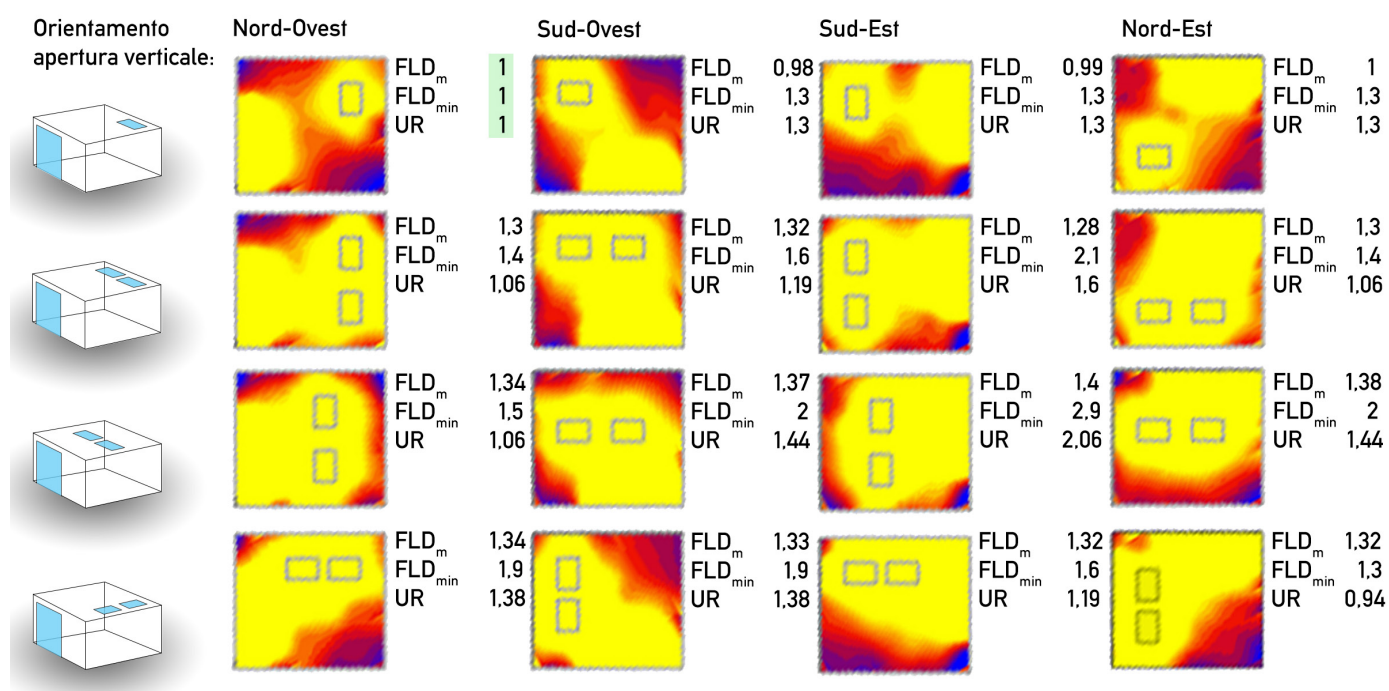 Orientamento
apertura verticale:
Nord-Ovest
Sud-Ovest
Sud-Est
Nord-Est
FLDm 1 FLDm 0,98 FLDm 0,99 FLDm 1
FLDmin 1 FLDmin 1,3 FLDmin 1,3 FLDmin 1,3
UR 1 UR 1,3 UR 1,3 UR 1,3
FLDm 1,3 FLDm 1,32 FLDm 1,28 FLDm 1,3
FLDmin 1,4 FLDmin 1,6 FLDmin 2,1 FLDmin 1,4
UR 1,06 UR 1,19 UR 1,6 UR 1,06
FLDm 1,34 FLDm 1,37 FLDm 1,4 FLDm 1,38
FLDmin 1,5 FLDmin 2 FLDmin 2,9 FLDmin 2
UR 1,06 UR 1,44 UR 2,06 UR 1,44
FLDm 1,34 FLDm 1,33 FLDm 1,32 FLDm 1,32
FLDmin 1,9 FLDmin 1,9 FLDmin 1,6 FLDmin 1,3
UR 1,38 UR 1,38 UR 1,19 UR 0,94